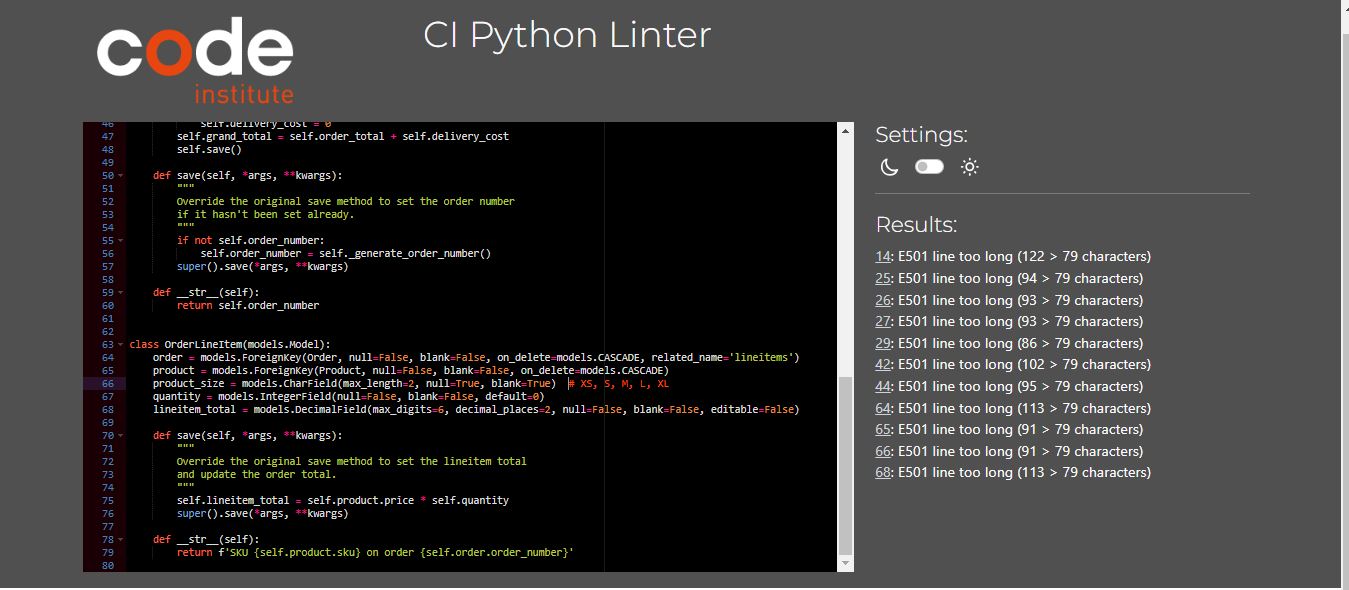 code
institute
CI Python Linter
46 self.delivery_cost = 0
47 self.grand_total = self.order_total + self.delivery_cost
48 self.save()
49
50 def save(self, *args, **kwargs):
51 """
52 Override the original save method to set the order number
53 if it hasn't been set already.
54 """
55 if not self.order_number:
56 self.order_number = self._generate_order_number()
57 super().save(*args, **kwargs)
58
59 def __str__(self):
60 return self.order_number
61
62
63 class OrderLineItem(models.Model):
64 order = models.ForeignKey(Order, null=False, blank=False, on_delete=models.CASCADE, related_name='lineitems')
65 product = models.ForeignKey(Product, null=False, blank=False, on_delete=models.CASCADE)
66 product_size = models.CharField(max_length=2, null=True, blank=True) # XS, S, M, L, XL
67 quantity = models.IntegerField(null=False, blank=False, default=0)
68 lineitem_total = models.DecimalField(max_digits=6, decimal_places=2, null=False, blank=False, editable=False)
69
70 def save(self, *args, **kwargs):
71 """
72 Override the original save method to set the lineitem total
73 and update the order total.
74 """
75 self.lineitem_total = self.product.price * self.quantity
76 super().save(*args, **kwargs)
77
78 def __str__(self):
79 return f'SKU {self.product.sku} on order {self.order.order_number}'
80
Settings:
Results:
14: E501 line too long (122 > 79 characters)
25: E501 line too long (94 > 79 characters)
26: E501 line too long (93 > 79 characters)
27: E501 line too long (93 > 79 characters)
29: E501 line too long (86 > 79 characters)
42: E501 line too long (102 > 79 characters)
44: E501 line too long (95 > 79 characters)
64: E501 line too long (113 > 79 characters)
65: E501 line too long (91 > 79 characters)
66: E501 line too long (91 > 79 characters)
68: E501 line too long (113 > 79 characters)